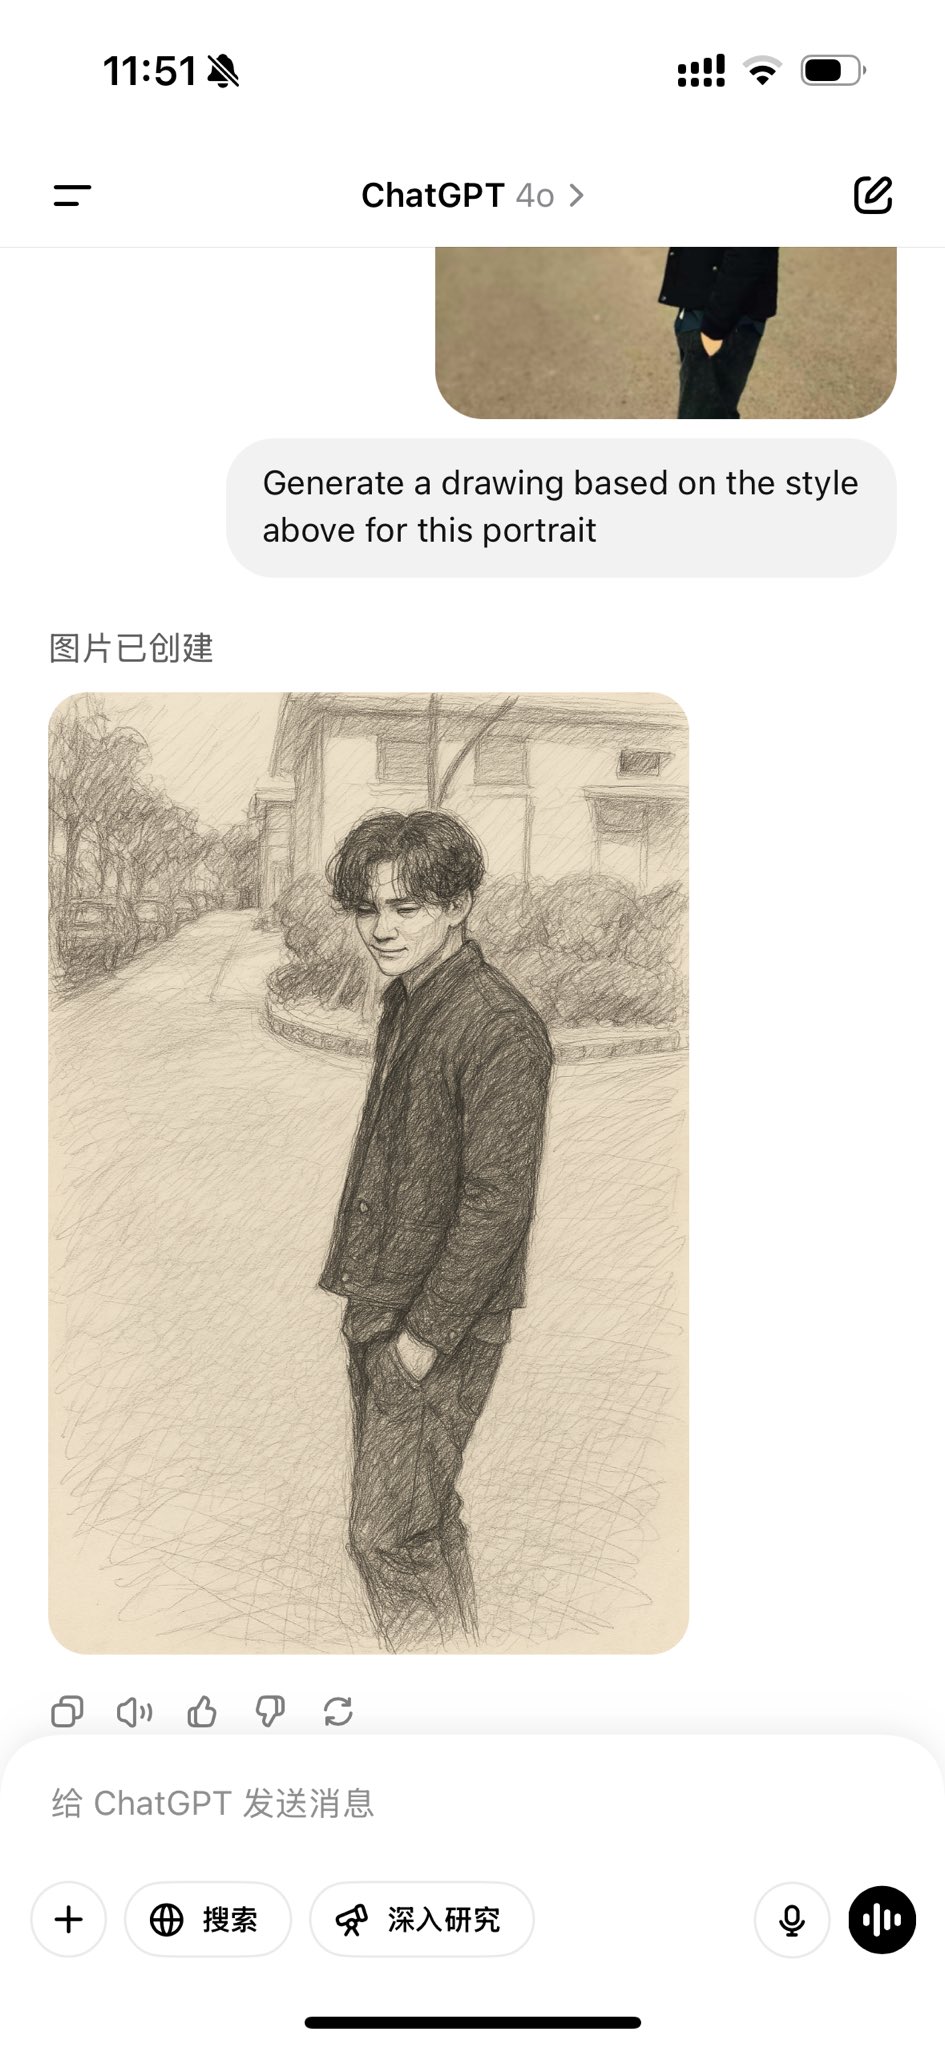 11:51
ChatGPT 4o
Generate a drawing based on the style
above for this portrait
图片已创建
给 ChatGPT 发送消息
搜索
深入研究